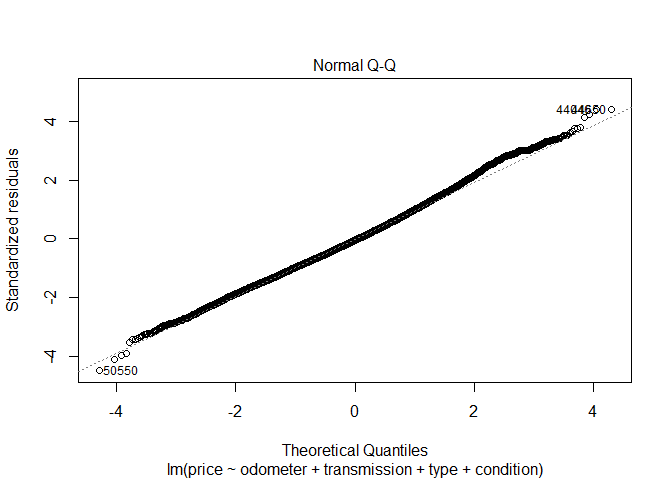 Normal Q-Q
Standardized residuals
4
2
0
-2
-4
50550
-4
-2
0
2
4
Theoretical Quantiles
lm(price ~ odometer + transmission + type + condition)